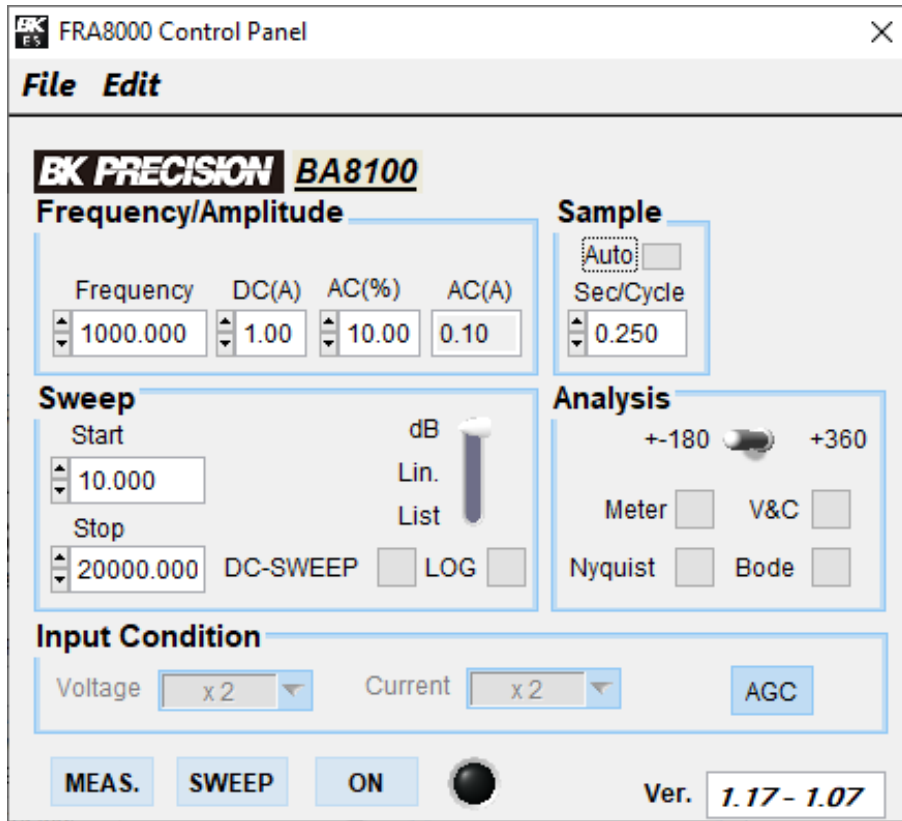 BK ES FRA8000 Control Panel
File Edit
BK PRECISION BA8100
Frequency/Amplitude
Frequency DC(A) AC(%) AC(A)
1000.000 1.00 10.00 0.10
Sample
Auto
Sec/Cycle
0.250
Sweep
Start
10.000
Stop
20000.000
dB
Lin.
List
DC-SWEEP LOG
Analysis
+-180 +360
Meter V&C
Nyquist Bode
Input Condition
Voltage x 2 Current x 2 AGC
MEAS. SWEEP ON Ver. 1.17 - 1.07